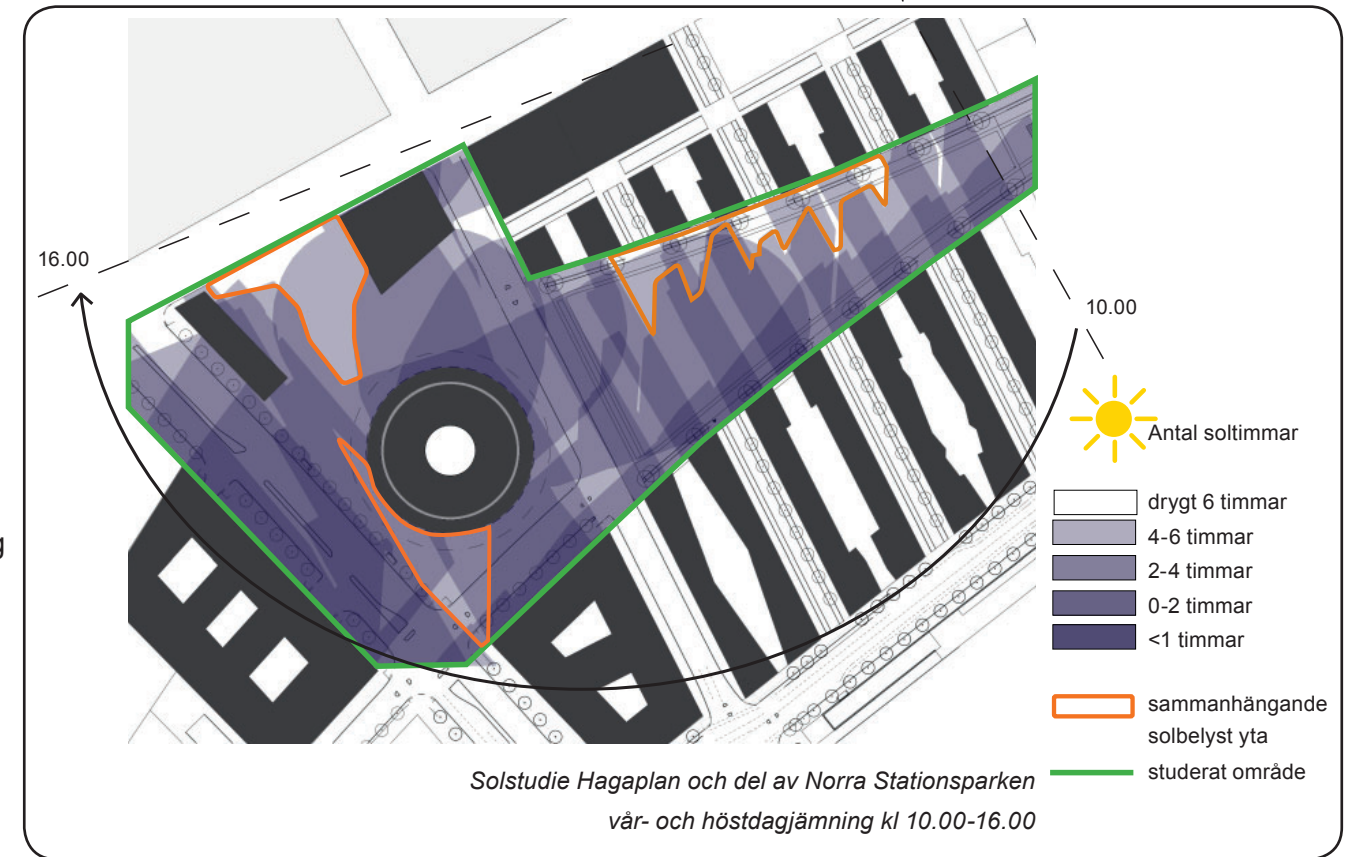 16.00
10.00
Antal soltimmar
drygt 6 timmar
4-6 timmar
2-4 timmar
0-2 timmar
<1 timmar
sammanhängande
solbelyst yta
studerat område
Solstudie Hagaplan och del av Norra Stationsparken
vår- och höstdagjämning kl 10.00-16.00
g